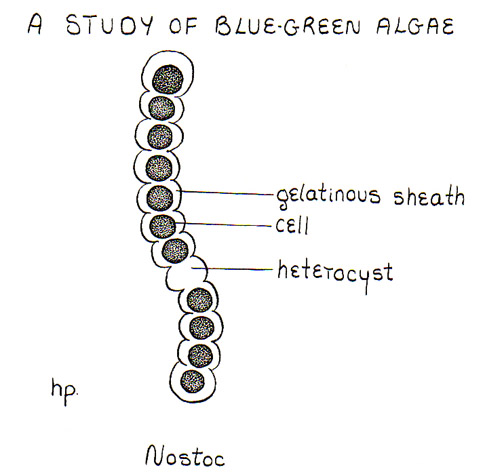 A STUDY OF BLUE-GREEN ALGAE
gelatinous sheath
cell
heterocyst
hp.
Nostoc